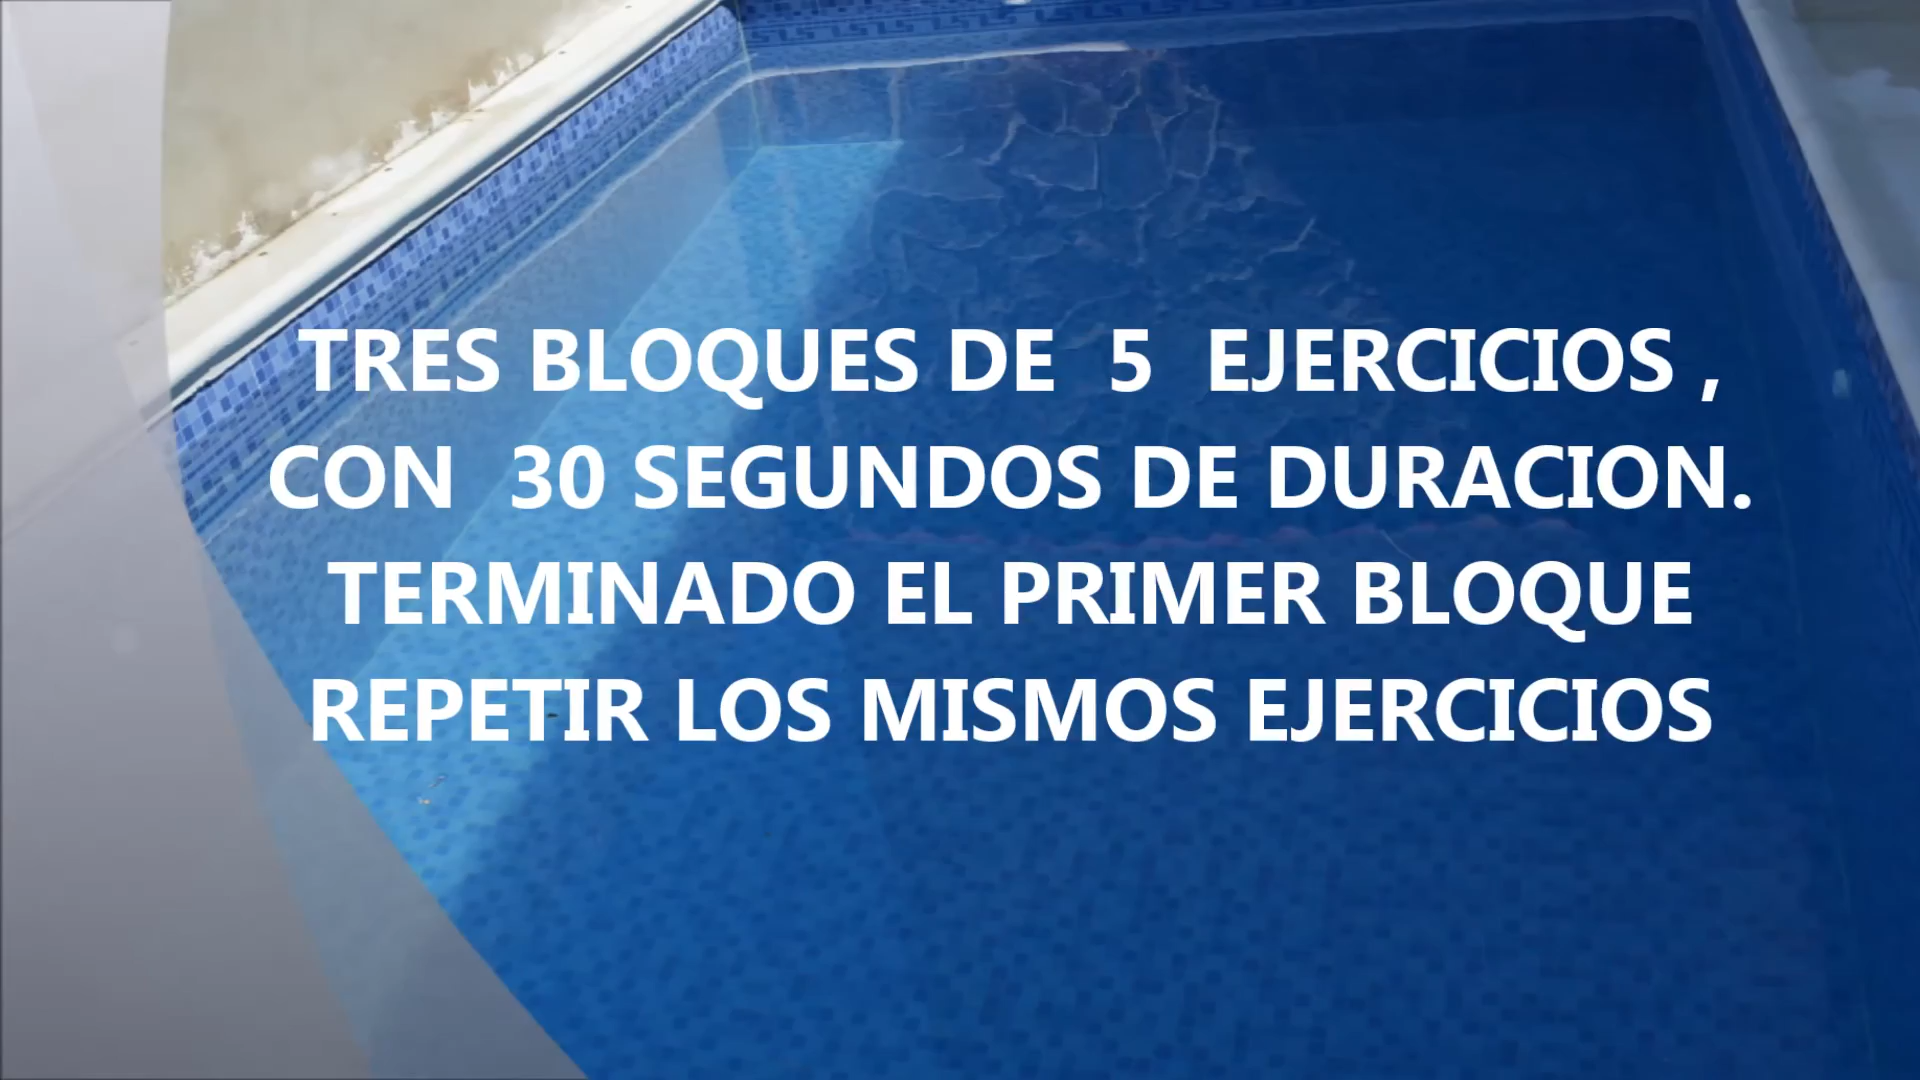 TRES BLOQUES DE 5 EJERCICIOS ,
CON 30 SEGUNDOS DE DURACION.
TERMINADO EL PRIMER BLOQUE
REPETIR LOS MISMOS EJERCICIOS